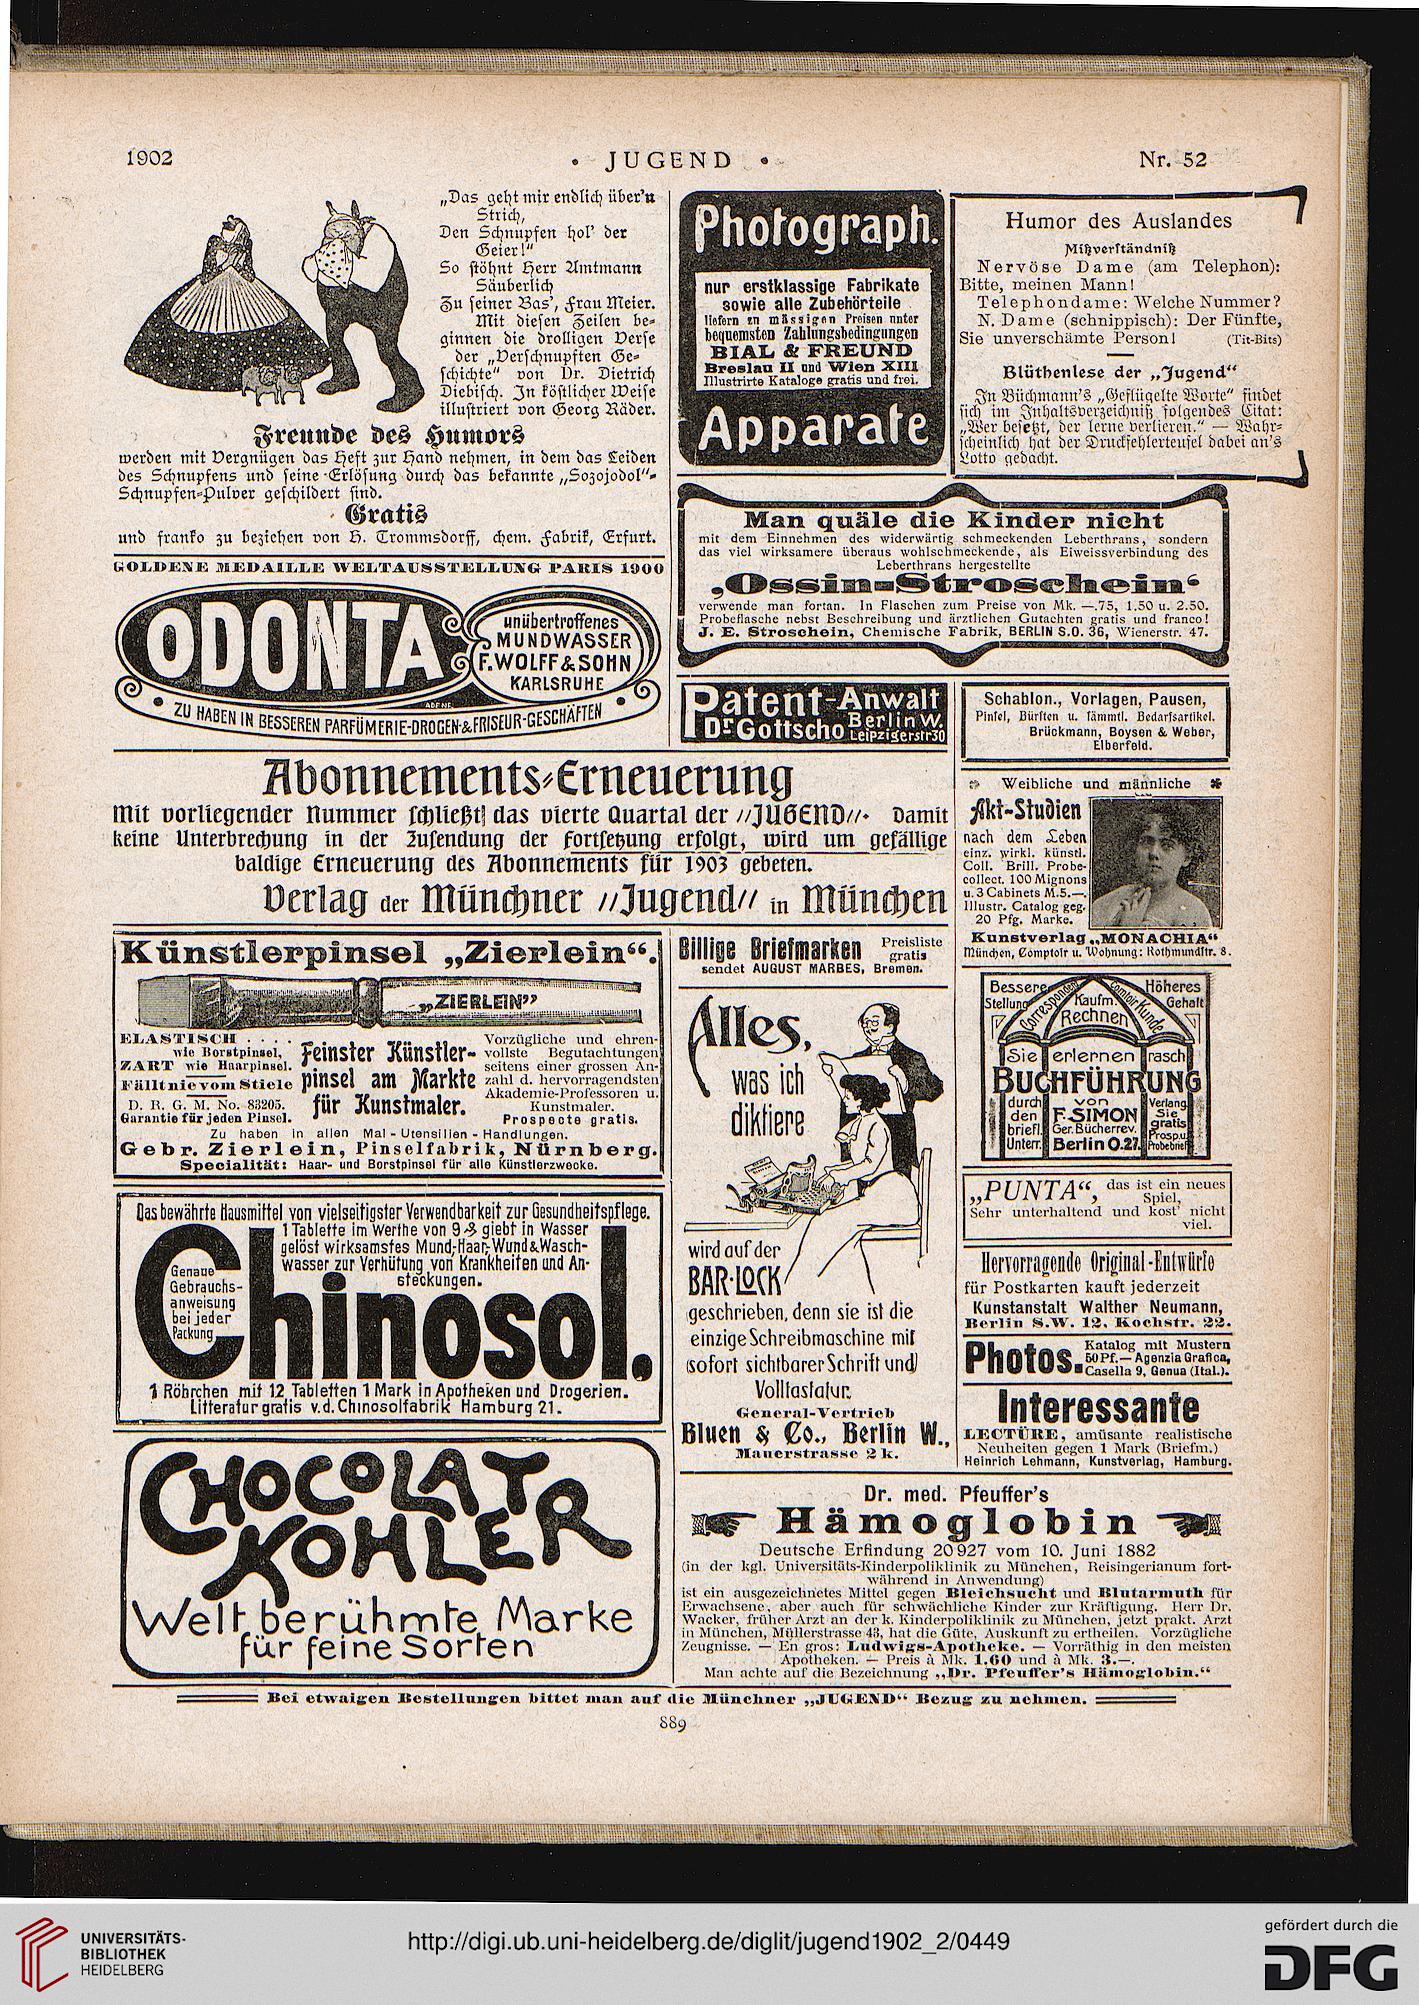 1902
• JUGEND •
Nr. 52
„Das geht mir endlich über'n
Strich,
Den Schnupfen hol' der
Geier!“
So stöhnt Herr Amtmann
Säuberlich
Zu seiner Bas', Frau Meier.
Mit diesen Zeilen be-
ginnen die drolligen Verse
der „Verschnupften Ge-
schichte“ von Dr. Dietrich
Diebisch. In köstlicher Weise
illustriert von Georg Räder.
Freunde des Humors
werden mit Vergnügen das Heft zur Hand nehmen, in dem das Leiden
des Schnupfens und seine Erlösung durch das bekannte „Sozojodol“-
Schnupfen-Pulver geschildert sind.
Gratis
und franko zu beziehen von H. Trommsdorff, chem. Fabrik, Erfurt.
GOLDENE MEDAILLE WELTAUSSTELLUNG PARIS 1900
ODONTA
unübertroffenes
MUNDWASSER
F. WOLFF & SOHN
KARLSRUHE
ZU HABEN IN BESSEREN PARFÜMERIE-DROGEN-& FRISEUR-GESCHÄFTEN
Photograph.
nur erstklassige Fabrikate
sowie alle Zubehörteile
liefern zu mässigen Preisen unter
bequemsten Zahlungsbedingungen
BIAL & FREUND
Breslau II und Wien XIII
Illustrirte Kataloge gratis und frei.
Apparate
Humor des Auslandes
Mißverständniß
Nervöse Dame (am Telephon):
Bitte, meinen Mann!
Telephondame: Welche Nummer?
N. Dame (schnippisch): Der Fünfte,
Sie unverschämte Person! (Tit-Bits)
Blüthenlese der „Jugend“
In Büchmann's „Geflügelte Worte“ findet
sich im Inhaltsverzeichniß folgendes Citat:
„Wer besetzt, der lerne verlieren.“ — Wahr-
scheinlich hat der Druckfehlerteufel dabei an's
Lotto gedacht.
Man quäle die Kinder nicht
mit dem Einnehmen des widerwärtig schmeckenden Leberthrans, sondern
das viel wirksamere überaus wohlschmeckende, als Eiweissverbindung des
Leberthrans hergestellte
„Ossin-Stroschein“
verwende man fortan. In Flaschen zum Preise von Mk. —.75, 1.50 u. 2.50.
Probeflasche nebst Beschreibung und ärztlichen Gutachten gratis und franco!
J. E. Stroschein, Chemische Fabrik, BERLIN S.O. 36, Wienerstr. 47.
Patent-Anwalt
Dr. Gottscho Berlin W.
Leipzigerstr 30
Schablon., Vorlagen, Pausen,
Pinsel, Bürsten u. sämmtl. Bedarfsartikel.
Brückmann, Boysen & Weber,
Elberfeld.
Abonnements-Erneuerung
Mit vorliegender Nummer schließt das vierte Quartal der „JUGEND“. Damit
keine Unterbrechung in der Zusendung der Fortsetzung erfolgt, wird um gefällige
baldige Erneuerung des Abonnements für 1903 gebeten.
Verlag der Münchner „Jugend“ in München
Weibliche und männliche
Akt-Studien
nach dem Leben
einz. wirkl. künstl.
Coll. Brill. Probe-
collect. 100 Mignons
u. 3 Cabinets M. 5.—.
Illustr. Catalog geg.
20 Pfg. Marke.
Kunstverlag „MONACHIA“
München, Comptoir u. Wohnung: Rothmundstr. 8.
Künstlerpinsel „Zierlein“.
„ZIERLEIN“
ELASTISCH . . . .
wie Borstpinsel,
ZART wie Haarpinsel.
Fällt nie vom Stiele
D. R. G. M. No. 83205.
Garantie für jeden Pinsel.
Feinster Künstler-
pinsel am Markte
für Kunstmaler.
Vorzügliche und ehren-
vollste Begutachtungen
seitens einer grossen An-
zahl d. hervorragendsten
Akademie-Professoren u.
Kunstmaler.
Prospecte gratis.
Zu haben in allen Mal-Utensilien-Handlungen.
Gebr. Zierlein, Pinselfabrik, Nürnberg.
Specialität: Haar- und Borstpinsel für alle Künstlerzwecke.
Billige Briefmarken Preisliste
gratis
sendet AUGUST MARBES, Bremen.
Alles,
was ich
diktiere
wird auf der
BAR-LOCK
geschrieben, denn sie ist die
einzige Schreibmaschine mit
sofort sichtbarer Schrift und
Volltastatur.
General-Vertrieb
Bluen & Co., Berlin W.,
Mauerstrasse 2 k.
Bessere
Stellung
Höheres
Gehalt
Correspondenz
Kaufm.
Rechnen
Comtoir-Kunde
Sie erlernen rasch
BUCHFÜHRUNG
durch
den
briefl.
Unterr.
von
F. SIMON
Ger. Bücherrev.
Berlin O.27.
Verlang.
Sie
gratis
Prosp. u.
Probebrief
„PUNTA“, das ist ein neues
Spiel,
Sehr unterhaltend und kost' nicht
viel.
Hervorragende Original-Entwürfe
für Postkarten kauft jederzeit
Kunstanstalt Walther Neumann,
Berlin S.W. 12, Kochstr. 22.
Photos. Katalog mit Mustern
50 Pf.— Agenzia Grafica,
Casella 9, Genua (Ital.).
Interessante
LECTÜRE, amüsante realistische
Neuheiten gegen 1 Mark (Briefm.)
Heinrich Lehmann, Kunstverlag, Hamburg.
Das bewährte Hausmittel von vielseitigster Verwendbarkeit zur Gesundheitspflege.
1 Tablette im Werthe von 9 ₰ giebt in Wasser
gelöst wirksamstes Mund-, Haar-, Wund & Wasch-
wasser zur Verhütung von Krankheiten und An-
steckungen.
Genaue
Gebrauchs-
anweisung
bei jeder
Packung
Chinosol.
1 Röhrchen mit 12 Tabletten 1 Mark in Apotheken und Drogerien.
Litteratur gratis v. d. Chinosolfabrik Hamburg 21.
CHOCOLAT
KOHLER
Weltberühmte Marke
für feine Sorten
Dr. med. Pfeuffer's
Hämoglobin
Deutsche Erfindung 20927 vom 10. Juni 1882
(in der kgl. Universitäts-Kinderpoliklinik zu München, Reisingerianum fort-
während in Anwendung)
ist ein ausgezeichnetes Mittel gegen Bleichsucht und Blutarmuth für
Erwachsene, aber auch für schwächliche Kinder zur Kräftigung. Herr Dr.
Wacker, früher Arzt an der k. Kinderpoliklinik zu München, jetzt prakt. Arzt
in München, Müllerstrasse 43, hat die Güte, Auskunft zu ertheilen. Vorzügliche
Zeugnisse. — En gros: Ludwigs-Apotheke. — Vorräthig in den meisten
Apotheken. — Preis à Mk. 1.60 und à Mk. 3.—.
Man achte auf die Bezeichnung „Dr. Pfeuffer's Hämoglobin.“
Bei etwaigen Bestellungen bittet man auf die Münchner „JUGEND“ Bezug zu nehmen.
889
UNIVERSITÄTS-
BIBLIOTHEK
HEIDELBERG
http://digi.ub.uni-heidelberg.de/diglit/jugend1902_2/0449
gefördert durch die
DFG